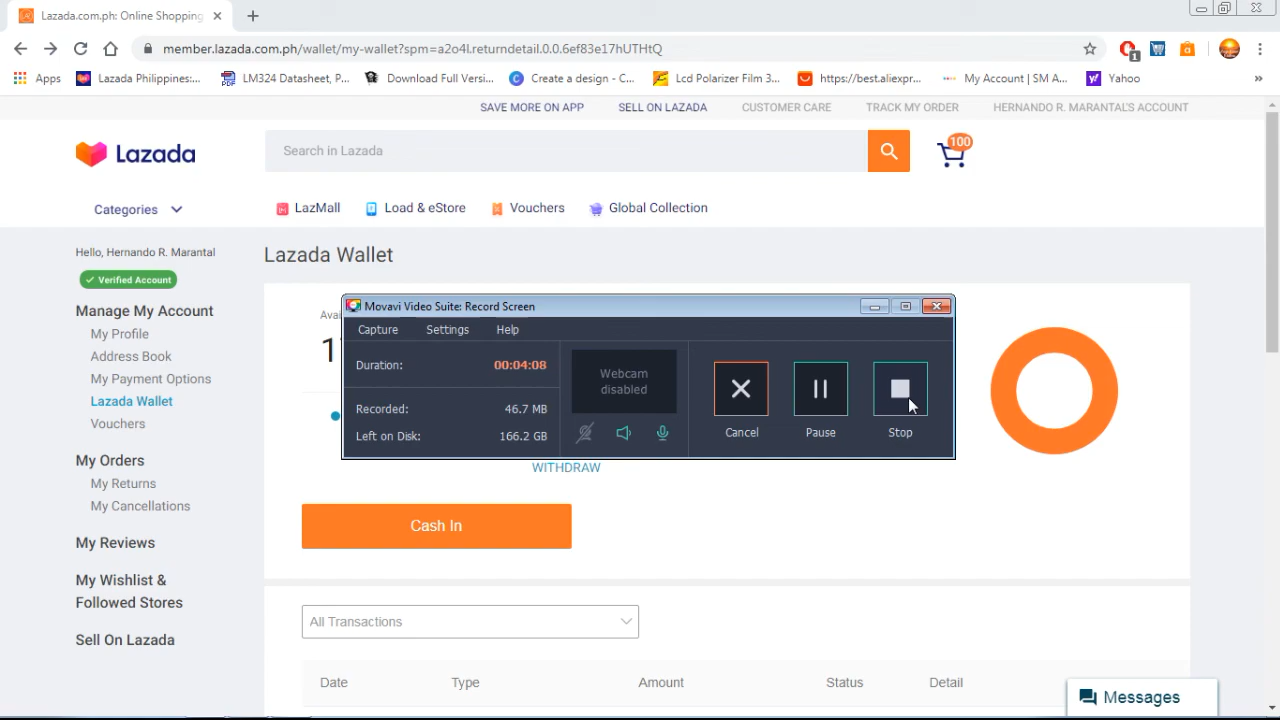 Lazada.com.ph: Online Shopping
member.lazada.com.ph/wallet/my-wallet?spm=a2o4l.returndetail.0.0.6ef83e17hUTHtQ
1
Apps Lazada Philippines:... LM324 Datasheet, P... Download Full Versi... Create a design - C... Lcd Polarizer Film 3... https://best.aliexpr... My Account | SM A... Yahoo »
PDF
SAVE MORE ON APP SELL ON LAZADA CUSTOMER CARE TRACK MY ORDER HERNANDO R. MARANTAL'S ACCOUNT
Lazada
Search in Lazada
100
Categories
LazMall Load & eStore Vouchers Global Collection
Hello, Hernando R. Marantal
Verified Account
Manage My Account
My Profile
Address Book
My Payment Options
Lazada Wallet
Vouchers
My Orders
My Returns
My Cancellations
My Reviews
My Wishlist &
Followed Stores
Sell On Lazada
Lazada Wallet
Movavi Video Suite: Record Screen
Capture Settings Help
Duration: 00:04:08
Recorded: 46.7 MB
Left on Disk: 166.2 GB
Webcam
disabled
Cancel Pause Stop
WITHDRAW
Cash In
All Transactions
Date Type Amount Status Detail
Messages